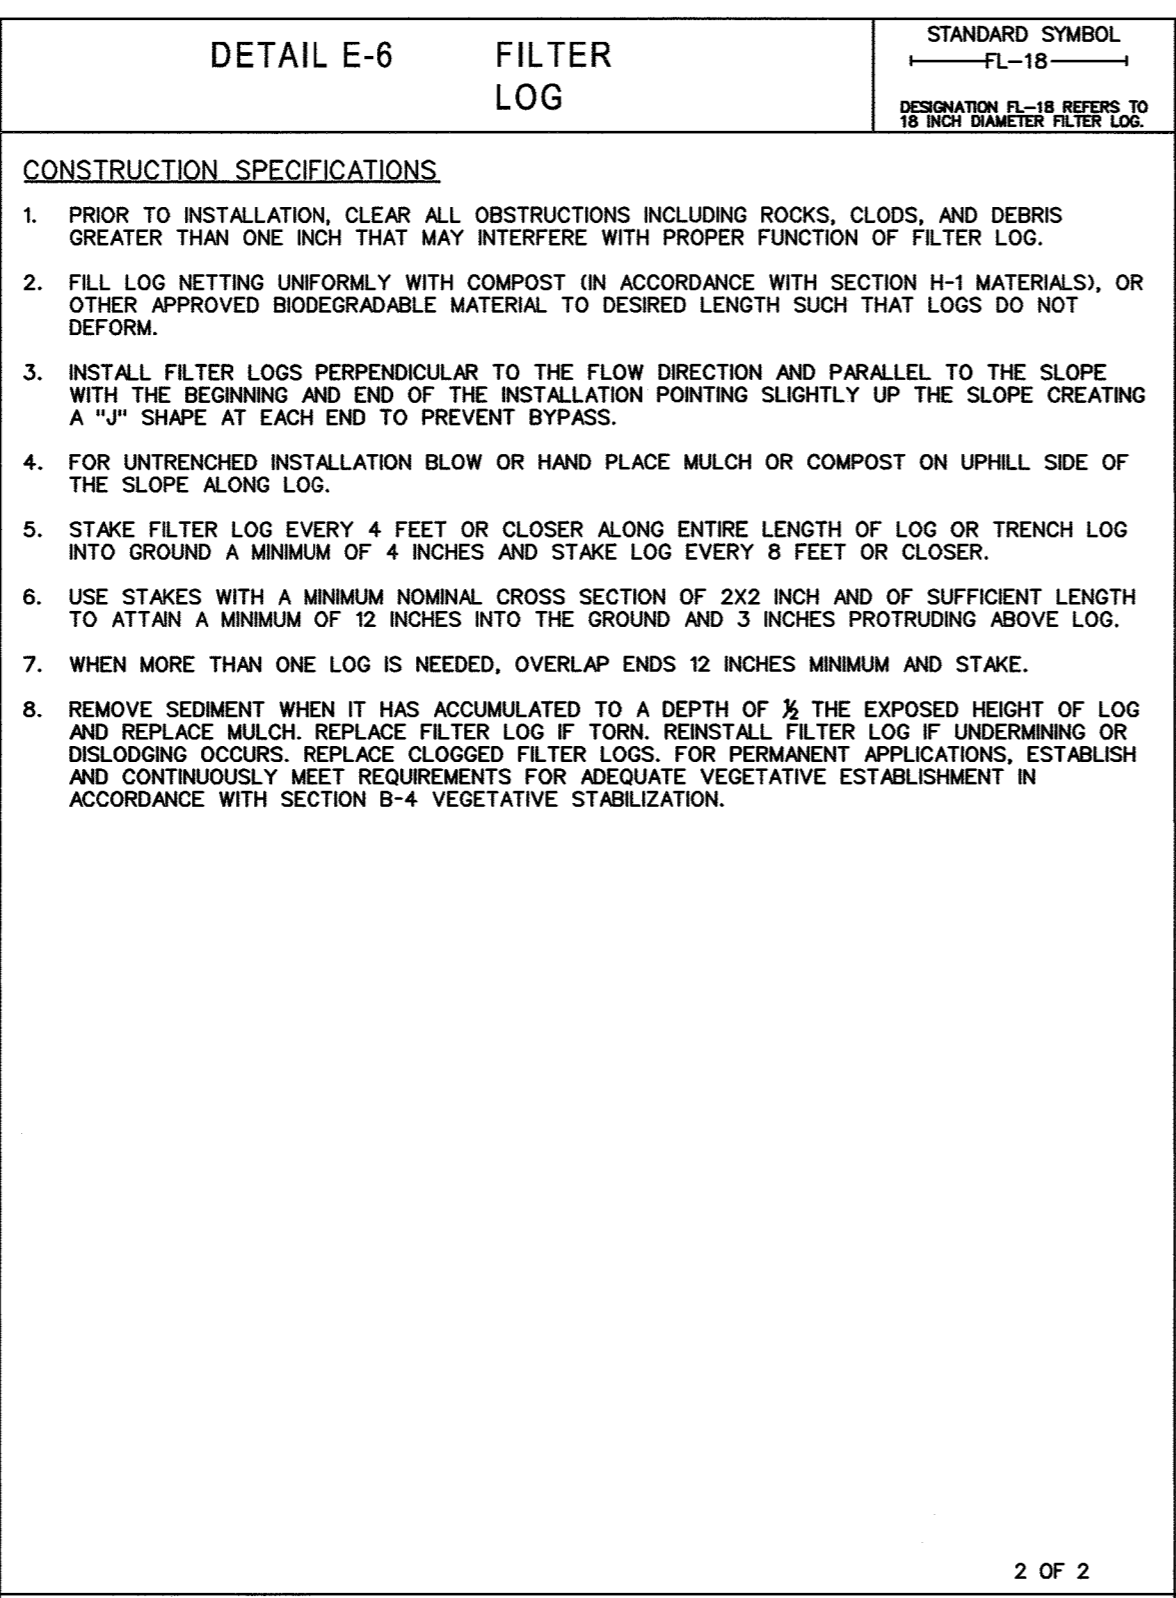 DETAIL E-6 FILTER
LOG
STANDARD SYMBOL
FL-18
DESIGNATION FL-18 REFERS TO
18 INCH DIAMETER FILTER LOG.
CONSTRUCTION SPECIFICATIONS
1. PRIOR TO INSTALLATION, CLEAR ALL OBSTRUCTIONS INCLUDING ROCKS, CLODS, AND DEBRIS
GREATER THAN ONE INCH THAT MAY INTERFERE WITH PROPER FUNCTION OF FILTER LOG.
2. FILL LOG NETTING UNIFORMLY WITH COMPOST (IN ACCORDANCE WITH SECTION H-1 MATERIALS), OR
OTHER APPROVED BIODEGRADABLE MATERIAL TO DESIRED LENGTH SUCH THAT LOGS DO NOT
DEFORM.
3. INSTALL FILTER LOGS PERPENDICULAR TO THE FLOW DIRECTION AND PARALLEL TO THE SLOPE
WITH THE BEGINNING AND END OF THE INSTALLATION POINTING SLIGHTLY UP THE SLOPE CREATING
A "J" SHAPE AT EACH END TO PREVENT BYPASS.
4. FOR UNTRENCHED INSTALLATION BLOW OR HAND PLACE MULCH OR COMPOST ON UPHILL SIDE OF
THE SLOPE ALONG LOG.
5. STAKE FILTER LOG EVERY 4 FEET OR CLOSER ALONG ENTIRE LENGTH OF LOG OR TRENCH LOG
INTO GROUND A MINIMUM OF 4 INCHES AND STAKE LOG EVERY 8 FEET OR CLOSER.
6. USE STAKES WITH A MINIMUM NOMINAL CROSS SECTION OF 2X2 INCH AND OF SUFFICIENT LENGTH
TO ATTAIN A MINIMUM OF 12 INCHES INTO THE GROUND AND 3 INCHES PROTRUDING ABOVE LOG.
7. WHEN MORE THAN ONE LOG IS NEEDED, OVERLAP ENDS 12 INCHES MINIMUM AND STAKE.
8. REMOVE SEDIMENT WHEN IT HAS ACCUMULATED TO A DEPTH OF ½ THE EXPOSED HEIGHT OF LOG
AND REPLACE MULCH. REPLACE FILTER LOG IF TORN. REINSTALL FILTER LOG IF UNDERMINING OR
DISLODGING OCCURS. REPLACE CLOGGED FILTER LOGS. FOR PERMANENT APPLICATIONS, ESTABLISH
AND CONTINUOUSLY MEET REQUIREMENTS FOR ADEQUATE VEGETATIVE ESTABLISHMENT IN
ACCORDANCE WITH SECTION B-4 VEGETATIVE STABILIZATION.
2 OF 2